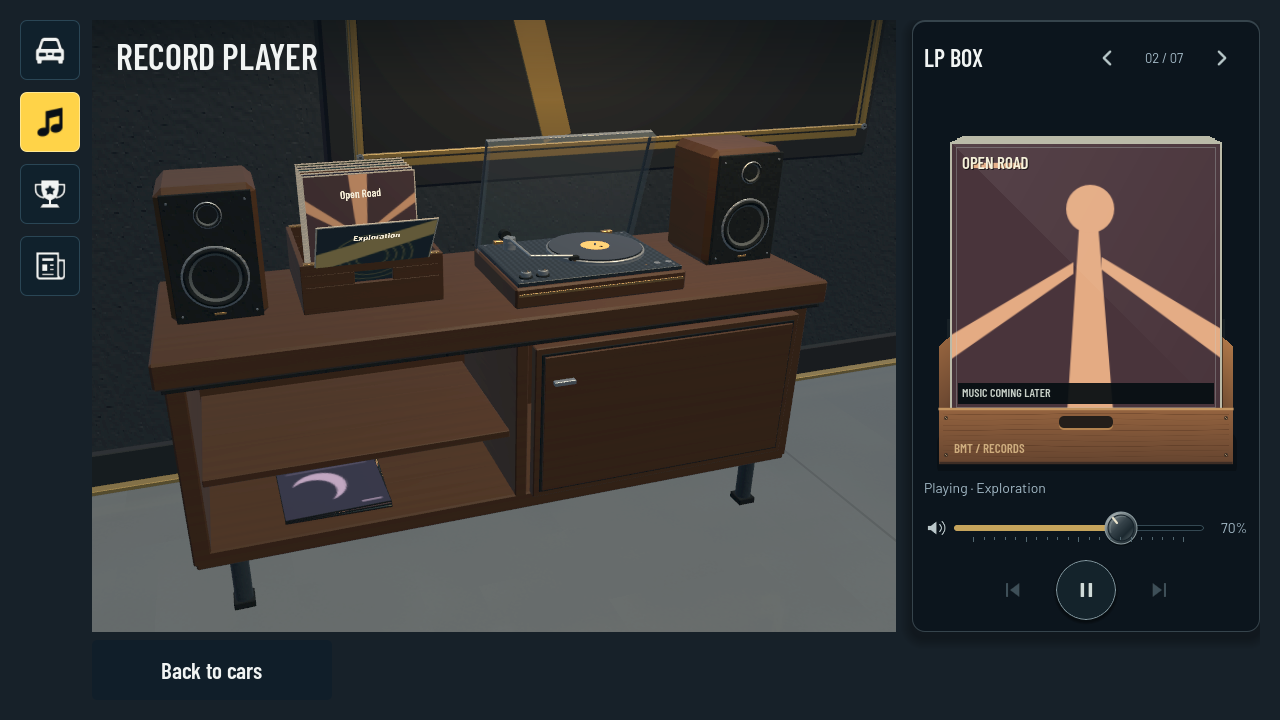 RECORD PLAYER
Open Road
Exploration
Back to cars
LP BOX
02 / 07
OPEN ROAD
MUSIC COMING LATER
BMT / RECORDS
Playing · Exploration
70%